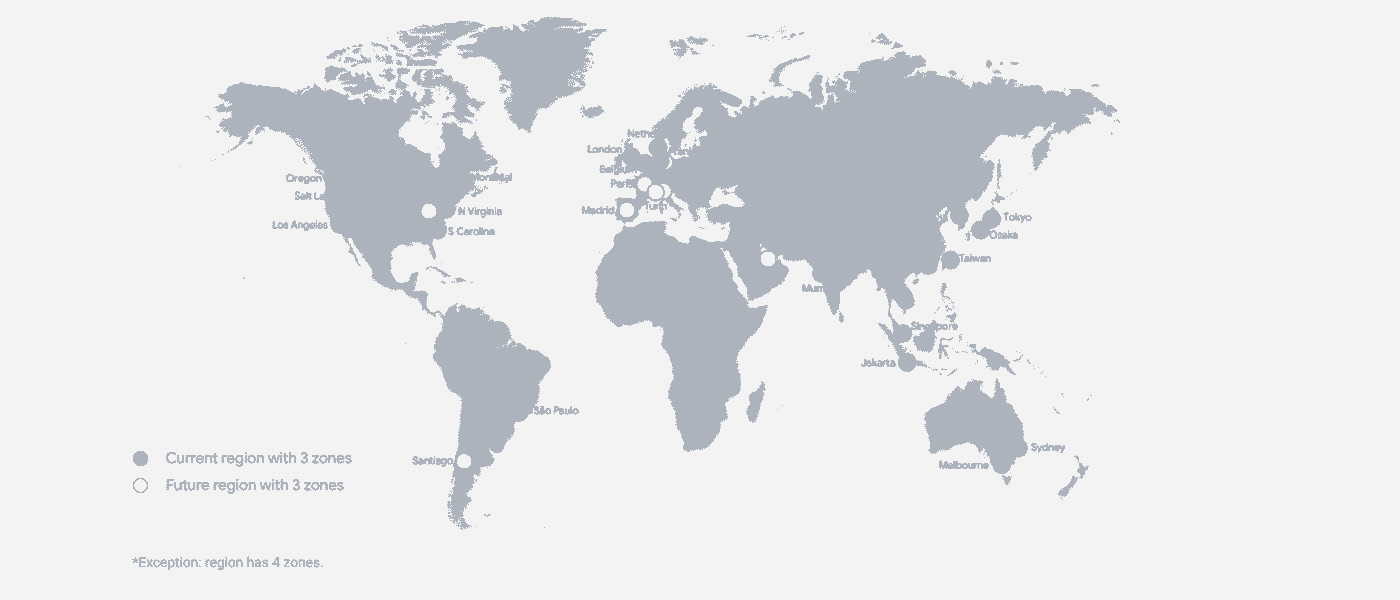 Netherlands
London
Belgium
Oregon
Montréal
Paris
Salt La
Turin
Madrid
N Virginia
Tokyo
Los Angeles
S Carolina
Osaka
Taiwan
Mum
Singapore
Jakarta
São Paulo
Sydney
Santiago
Melbourne
Current region with 3 zones
Future region with 3 zones
*Exception: region has 4 zones.